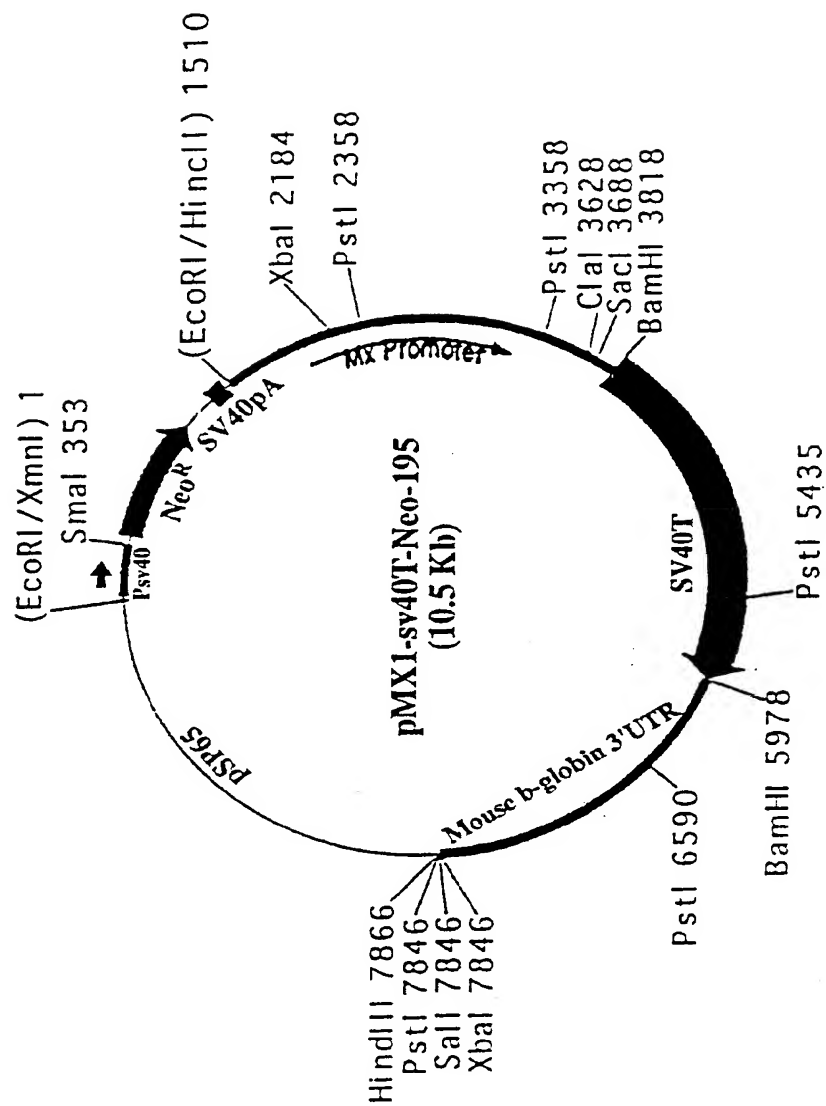 (EcoRI/XmnI) 1
SmaI 353
(EcoRI/HincII) 1510
XbaI 2184
PstI 2358
PstI 3358
ClaI 3628
SacI 3688
BamHI 3818
PstI 5435
BamHI 5978
PstI 6590
HindIII 7866
PstI 7846
SalI 7846
XbaI 7846
Psv40
NeoR
SV40pA
Mx Promoter
SV40T
Mouse b-globin 3'UTR
pSP65
pMX1-sv40T-Neo-195
(10.5 Kb)